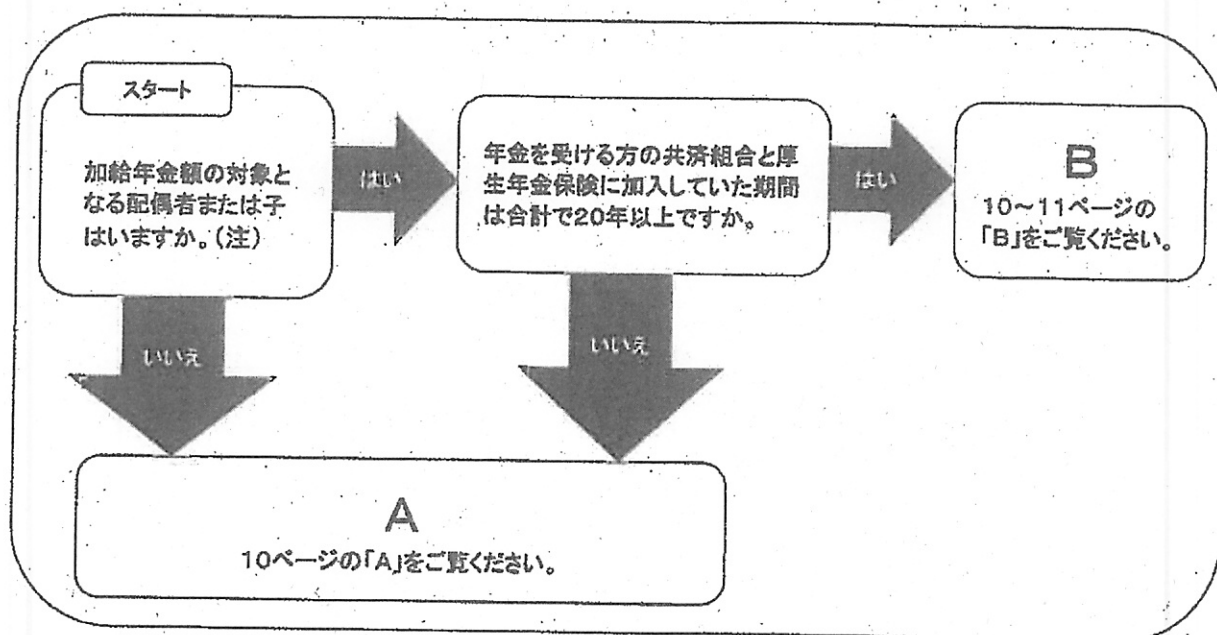 スタート
加給年金額の対象と
なる配偶者または子
はいますか。(注)
はい
年金を受ける方の共済組合と厚
生年金保険に加入していた期間
は合計で20年以上ですか。
はい
B
10～11ページの
「B」をご覧ください。
いいえ
いいえ
A
10ページの「A」をご覧ください。